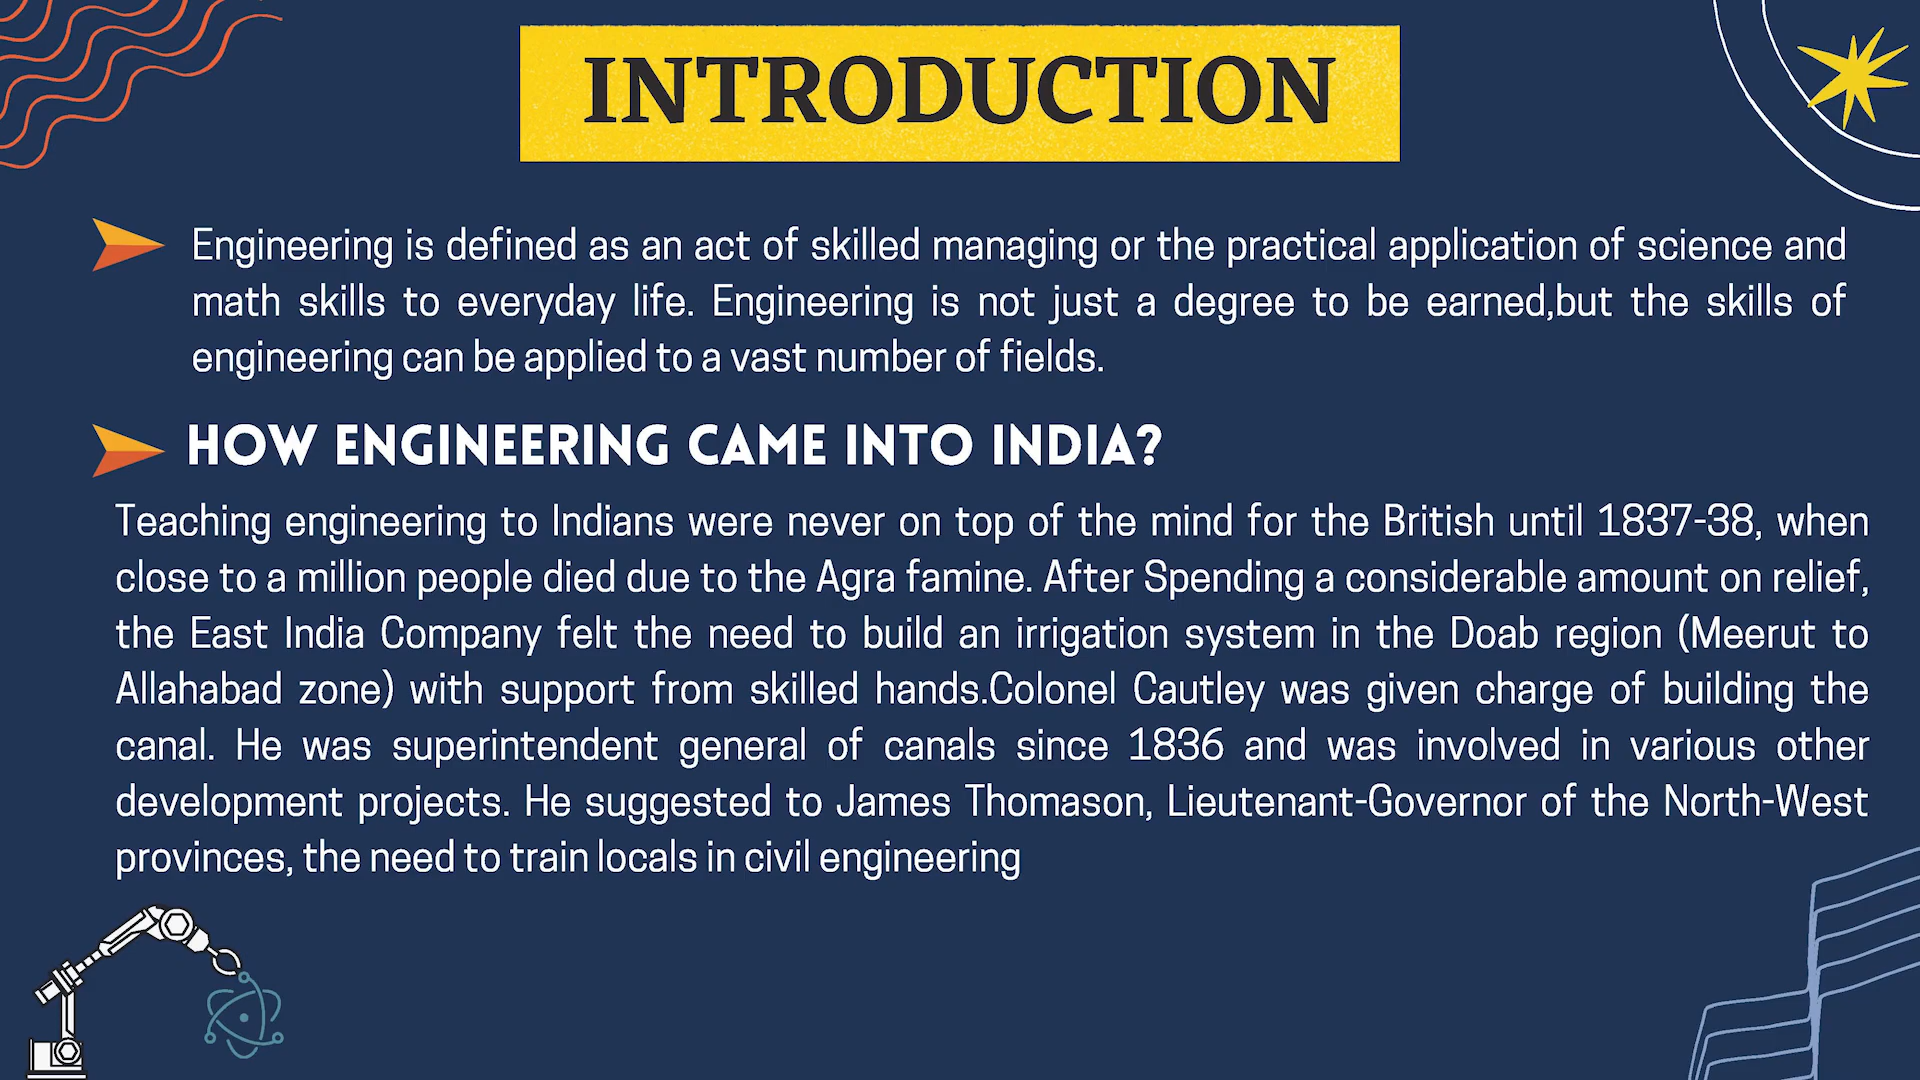 INTRODUCTION
Engineering is defined as an act of skilled managing or the practical application of science and
math skills to everyday life. Engineering is not just a degree to be earned,but the skills of
engineering can be applied to a vast number of fields.
HOW ENGINEERING CAME INTO INDIA?
Teaching engineering to Indians were never on top of the mind for the British until 1837-38, when
close to a million people died due to the Agra famine. After Spending a considerable amount on relief,
the East India Company felt the need to build an irrigation system in the Doab region (Meerut to
Allahabad zone) with support from skilled hands.Colonel Cautley was given charge of building the
canal. He was superintendent general of canals since 1836 and was involved in various other
development projects. He suggested to James Thomason, Lieutenant-Governor of the North-West
provinces, the need to train locals in civil engineering